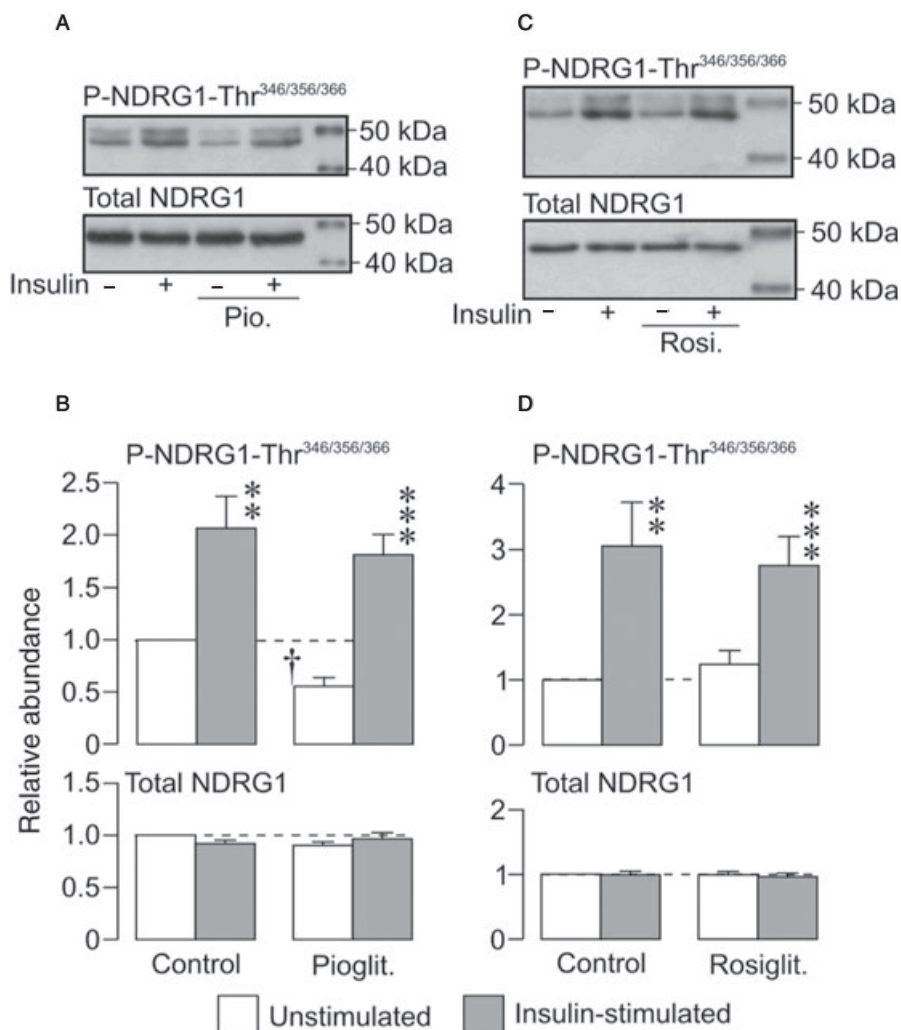 A
P-NDRG1-Thr346/356/366
50 kDa
40 kDa
Total NDRG1
50 kDa
40 kDa
Insulin – + – +
Pio.
C
P-NDRG1-Thr346/356/366
50 kDa
40 kDa
Total NDRG1
50 kDa
40 kDa
Insulin – + – +
Rosi.
B
P-NDRG1-Thr346/356/366
Relative abundance
2.5
2.0
1.5
1.0
0.5
0
**
†
***
Total NDRG1
1.5
1.0
0.5
0
Control Pioglit.
D
P-NDRG1-Thr346/356/366
4
3
2
1
0
**
***
Total NDRG1
2
1
0
Control Rosiglit.
Unstimulated Insulin-stimulated